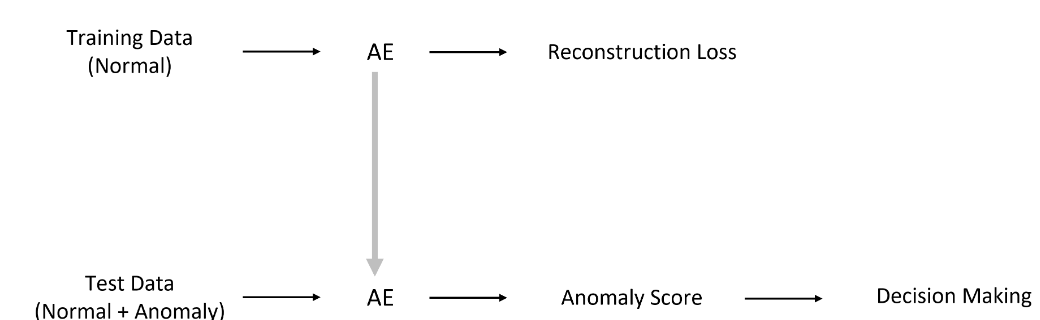 Training Data
(Normal)
AE
Reconstruction Loss
Test Data
(Normal + Anomaly)
AE
Anomaly Score
Decision Making